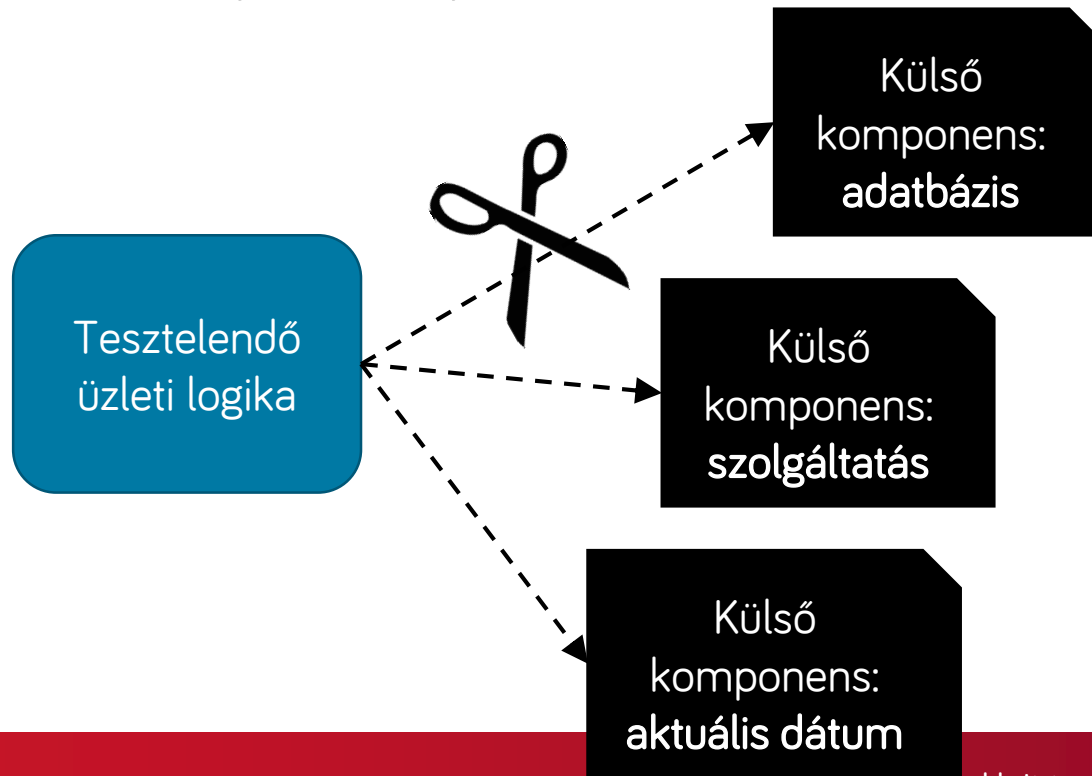 Külső
komponens:
adatbázis
Tesztelendő
üzleti logika
Külső
komponens:
szolgáltatás
Külső
komponens:
aktuális dátum